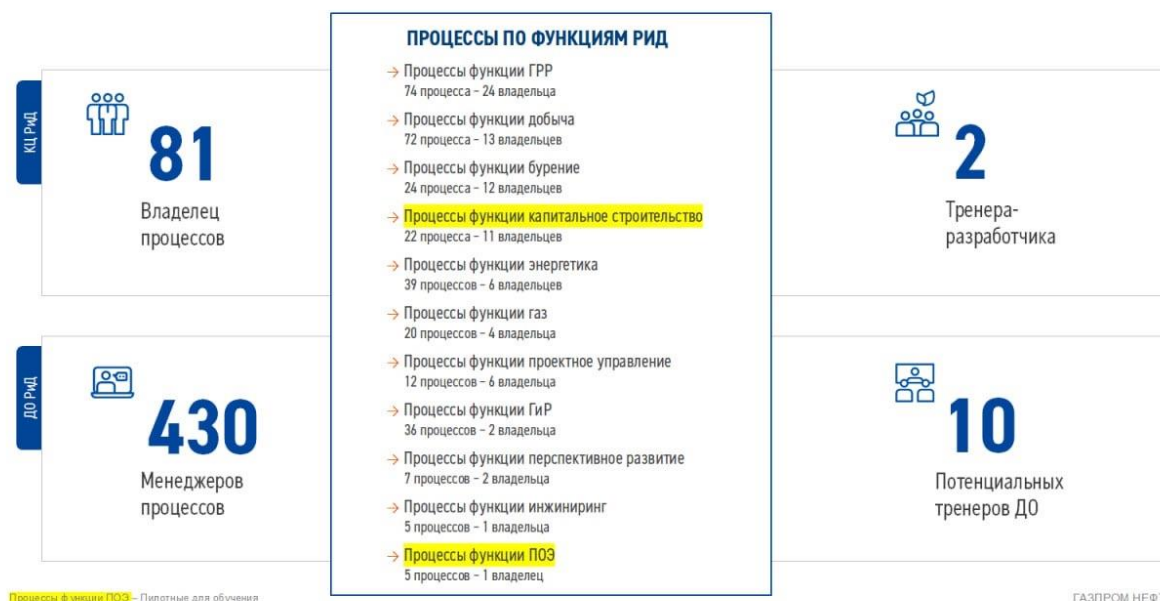 ПРОЦЕССЫ ПО ФУНКЦИЯМ РИД
КЦ РиД
81
Владелец
процессов
→ Процессы функции ГРР
74 процесса – 24 владельца
→ Процессы функции добыча
72 процесса – 13 владельцев
→ Процессы функции бурение
24 процесса – 12 владельцев
→ Процессы функции капитальное строительство
22 процесса – 11 владельцев
→ Процессы функции энергетика
39 процессов – 6 владельцев
→ Процессы функции газ
20 процессов – 4 владельца
→ Процессы функции проектное управление
12 процессов – 6 владельца
→ Процессы функции ГиР
36 процессов – 2 владельца
→ Процессы функции перспективное развитие
7 процессов – 2 владельца
→ Процессы функции инжиниринг
5 процессов – 1 владельца
→ Процессы функции ПОЭ
5 процессов – 1 владелец
2
Тренера-
разработчика
ДО РиД
430
Менеджеров
процессов
10
Потенциальных
тренеров ДО
Процессы функции ПОЭ – Пилотные для обучения
ГАЗПРОМ НЕФТ